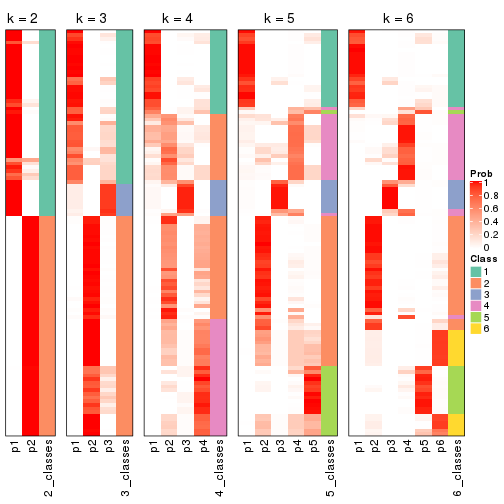 k = 2
k = 3
k = 4
k = 5
k = 6
p1
p2
2_classes
p1
p2
p3
3_classes
p1
p2
p3
p4
4_classes
p1
p2
p3
p4
p5
5_classes
p1
p2
p3
p4
p5
p6
6_classes
Prob
1
0.8
0.6
0.4
0.2
0
Class
1
2
3
4
5
6